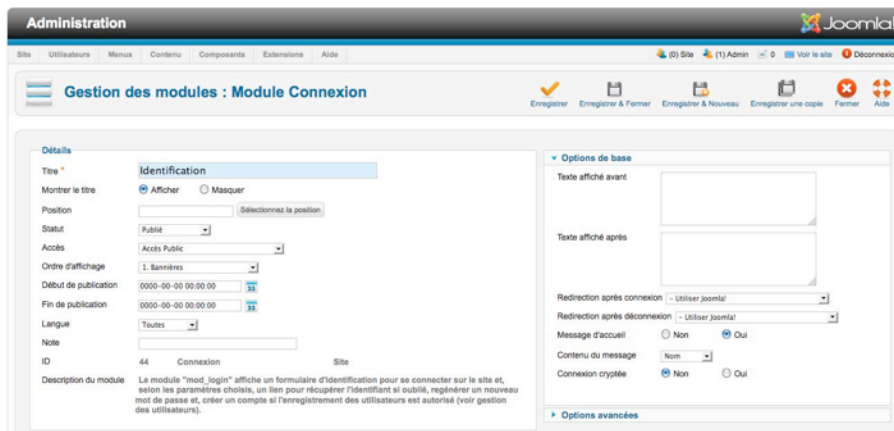 Administration
Joomla!
Site Utilisateurs Menus Contenu Composants Extensions Aide
(0) Site (1) Admin 0 Voir le site Déconnexio
Gestion des modules : Module Connexion
Enregistrer Enregistrer & Fermer Enregistrer & Nouveau Enregistrer une copie Fermer Aide
Détails
Titre * Identification
Montrer le titre Afficher Masquer
Position Sélectionnez la position
Statut Publié
Accès Accès Public
Ordre d'affichage 1. Bannières
Début de publication 0000-00-00 00:00:00 23
Fin de publication 0000-00-00 00:00:00 23
Langue Toutes
Note
ID 44 Connexion Site
Description du module Le module "mod_login" affiche un formulaire d'identification pour se connecter sur le site et,
selon les paramètres choisis, un lien pour récupérer l'identifiant si oublié, regénérer un nouveau
mot de passe et, créer un compte si l'enregistrement des utilisateurs est autorisé (voir gestion
des utilisateurs).
Options de base
Texte affiché avant
Texte affiché après
Redirection après connexion - Utiliser Joomla!
Redirection après déconnexion - Utiliser Joomla!
Message d'accueil Non Oui
Contenu du message Nom
Connexion cryptée Non Oui
Options avancées